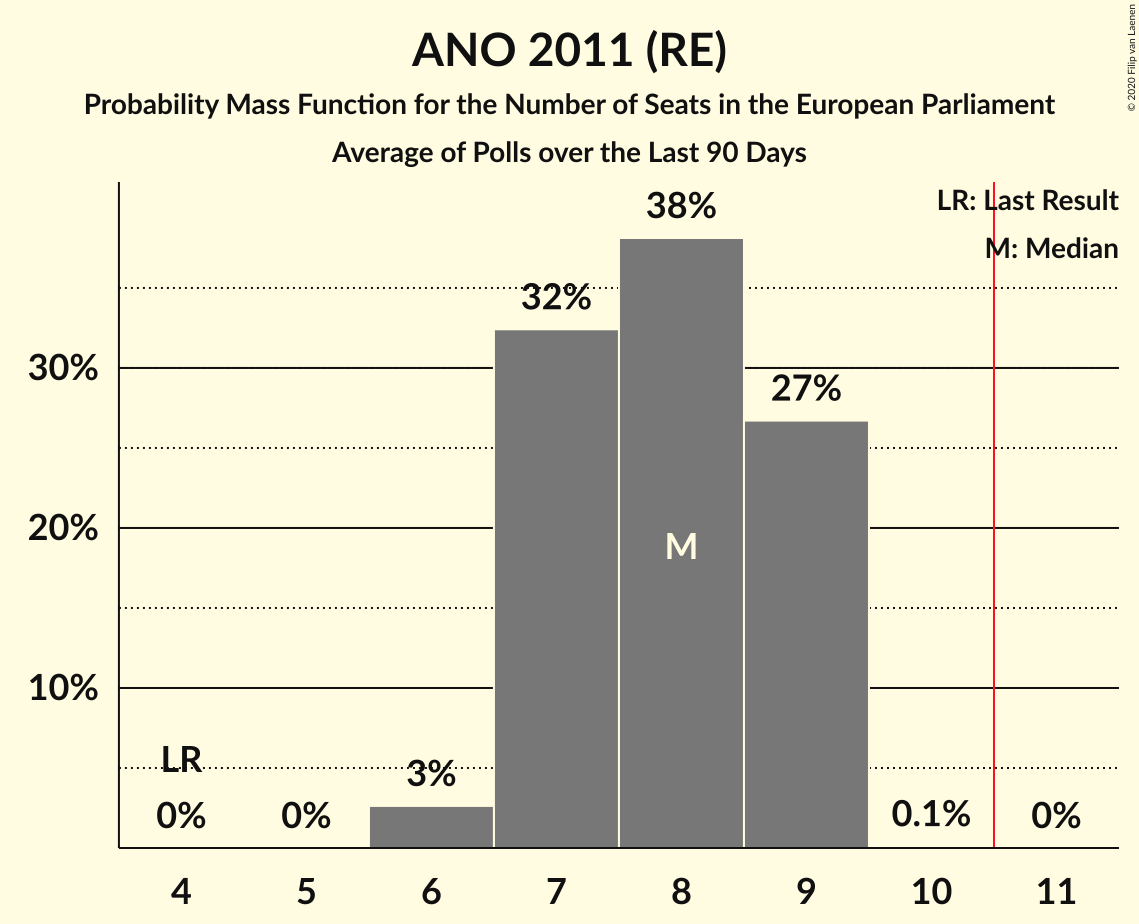 ANO 2011 (RE)
Probability Mass Function for the Number of Seats in the European Parliament
Average of Polls over the Last 90 Days
© 2020 Filip van Laenen
LR: Last Result
M: Median
38%
32%
30%
27%
20%
M
10%
LR
3%
0%
0%
0.1%
0%
4 5 6 7 8 9 10 11